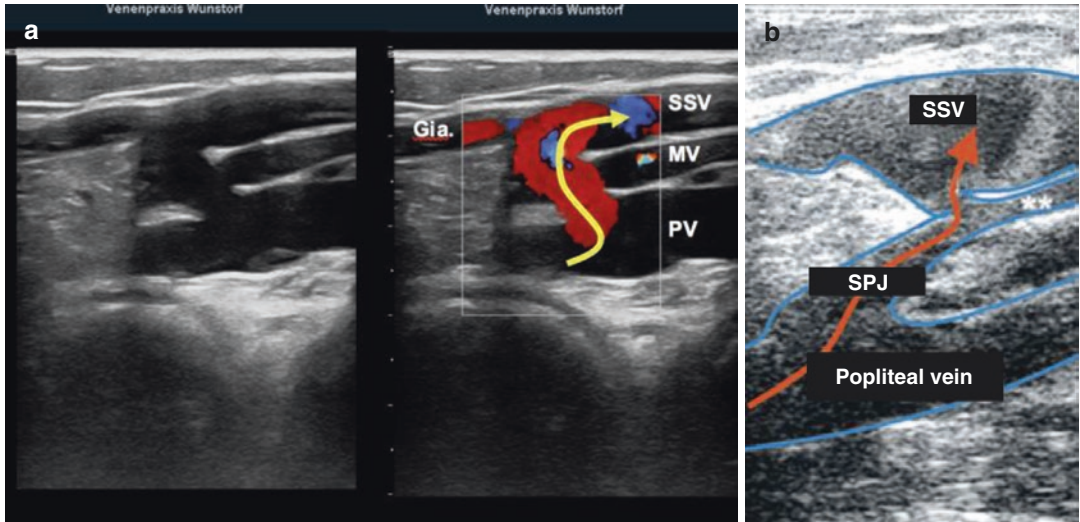 Venenpraxis Wunstorf
Venenpraxis Wunstorf
a
Gia.
SSV
MV
PV
b
SSV
**
SPJ
Popliteal vein